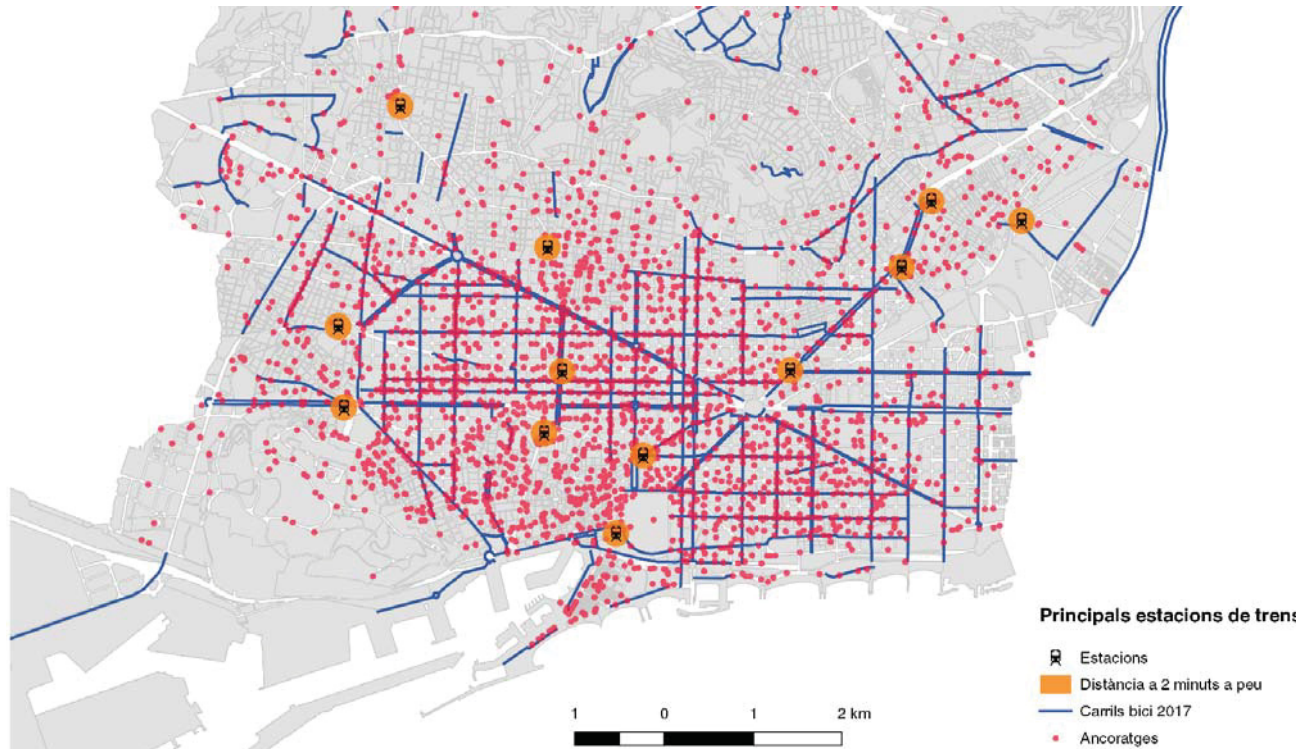 Principals estacions de trens
Estacions
Distància a 2 minuts a peu
Carrils bici 2017
Ancoratges
1 0 1 2 km